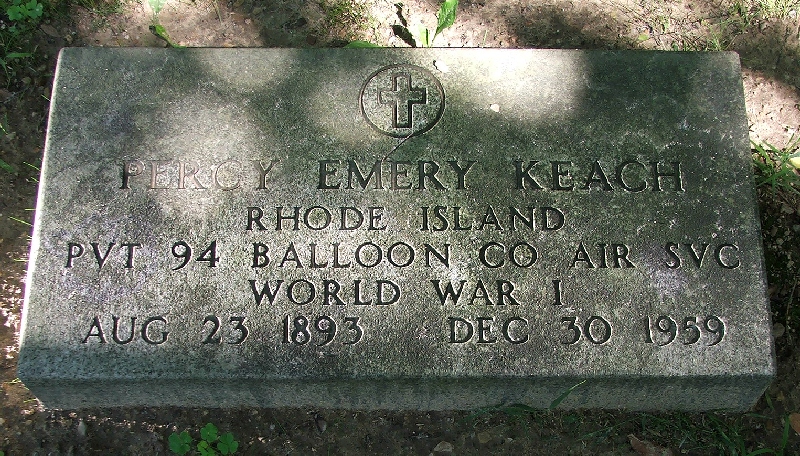 PERCY EMERY KEACH
RHODE ISLAND
PVT 94 BALLOON CO AIR SVC
WORLD WAR I
AUG 23 1893 DEC 30 1959